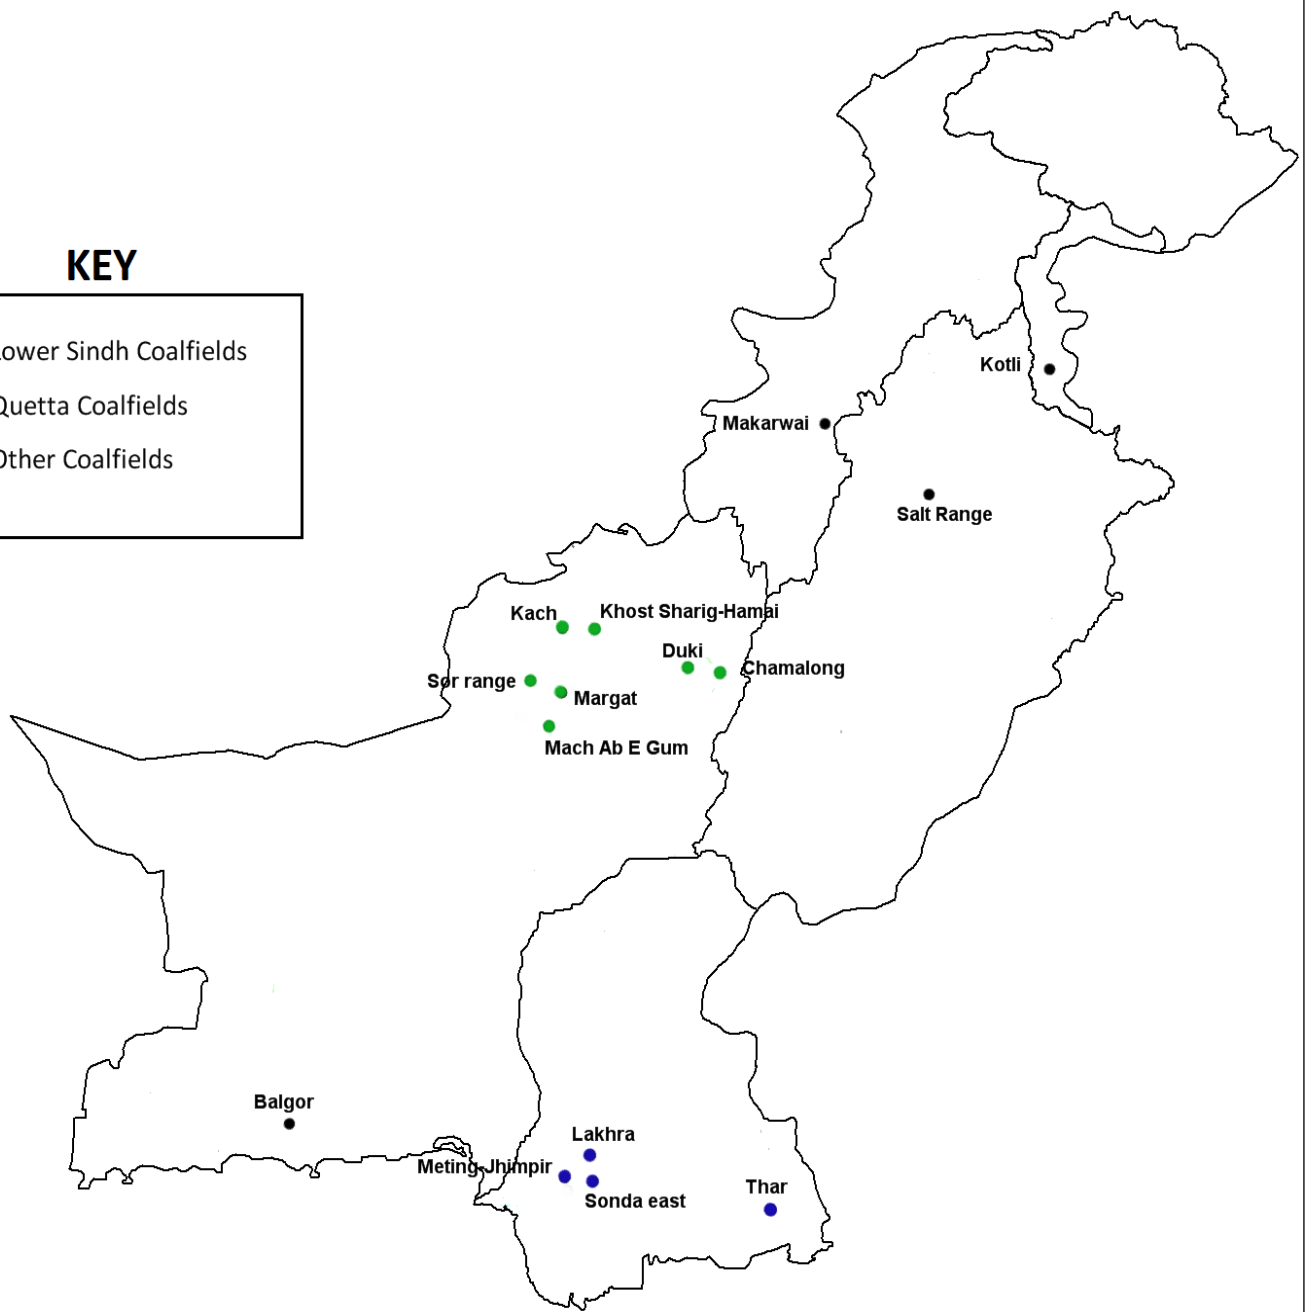 KEY
Lower Sindh Coalfields
Quetta Coalfields
Other Coalfields
Kotli
Makarwai
Salt Range
Kach
Khost Sharig-Hamai
Duki
Chamalong
Sor range
Margat
Mach Ab E Gum
Balgor
Lakhra
Meting-Jhimpir
Sonda east
Thar